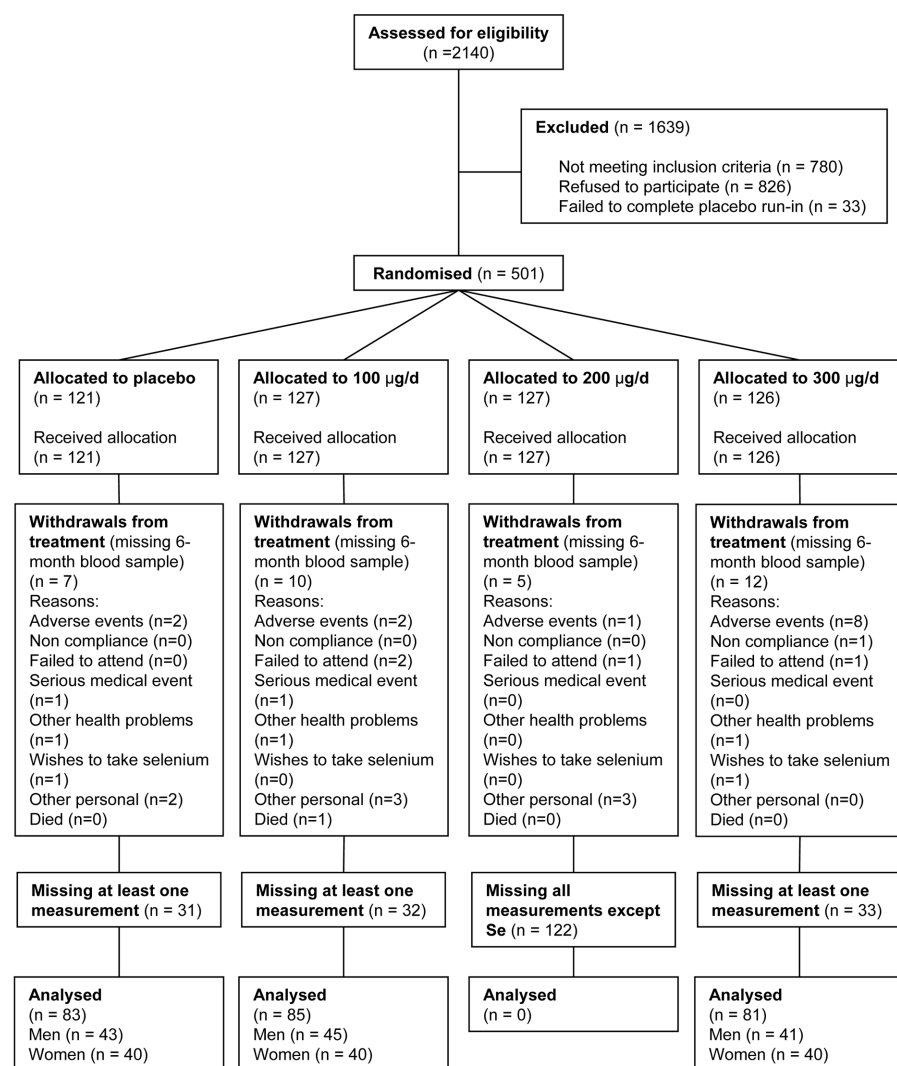 Assessed for eligibility
(n =2140)
Excluded (n = 1639)
Not meeting inclusion criteria (n = 780)
Refused to participate (n = 826)
Failed to complete placebo run-in (n = 33)
Randomised (n = 501)
Allocated to placebo
(n = 121)
Received allocation
(n = 121)
Allocated to 100 µg/d
(n = 127)
Received allocation
(n = 127)
Allocated to 200 µg/d
(n = 127)
Received allocation
(n = 127)
Allocated to 300 µg/d
(n = 126)
Received allocation
(n = 126)
Withdrawals from
treatment (missing 6-
month blood sample)
(n = 7)
Reasons:
Adverse events (n=2)
Non compliance (n=0)
Failed to attend (n=0)
Serious medical event
(n=1)
Other health problems
(n=1)
Wishes to take selenium
(n=1)
Other personal (n=2)
Died (n=0)
Withdrawals from
treatment (missing 6-
month blood sample)
(n = 10)
Reasons:
Adverse events (n=2)
Non compliance (n=0)
Failed to attend (n=2)
Serious medical event
(n=1)
Other health problems
(n=1)
Wishes to take selenium
(n=0)
Other personal (n=3)
Died (n=1)
Withdrawals from
treatment (missing 6-
month blood sample)
(n = 5)
Reasons:
Adverse events (n=1)
Non compliance (n=0)
Failed to attend (n=1)
Serious medical event
(n=0)
Other health problems
(n=0)
Wishes to take selenium
(n=0)
Other personal (n=3)
Died (n=0)
Withdrawals from
treatment (missing 6-
month blood sample)
(n = 12)
Reasons:
Adverse events (n=8)
Non compliance (n=1)
Failed to attend (n=1)
Serious medical event
(n=0)
Other health problems
(n=1)
Wishes to take selenium
(n=1)
Other personal (n=0)
Died (n=0)
Missing at least one
measurement (n = 31)
Missing at least one
measurement (n = 32)
Missing all
measurements except
Se (n = 122)
Missing at least one
measurement (n = 33)
Analysed
(n = 83)
Men (n = 43)
Women (n = 40)
Analysed
(n = 85)
Men (n = 45)
Women (n = 40)
Analysed
(n = 0)
Analysed
(n = 81)
Men (n = 41)
Women (n = 40)